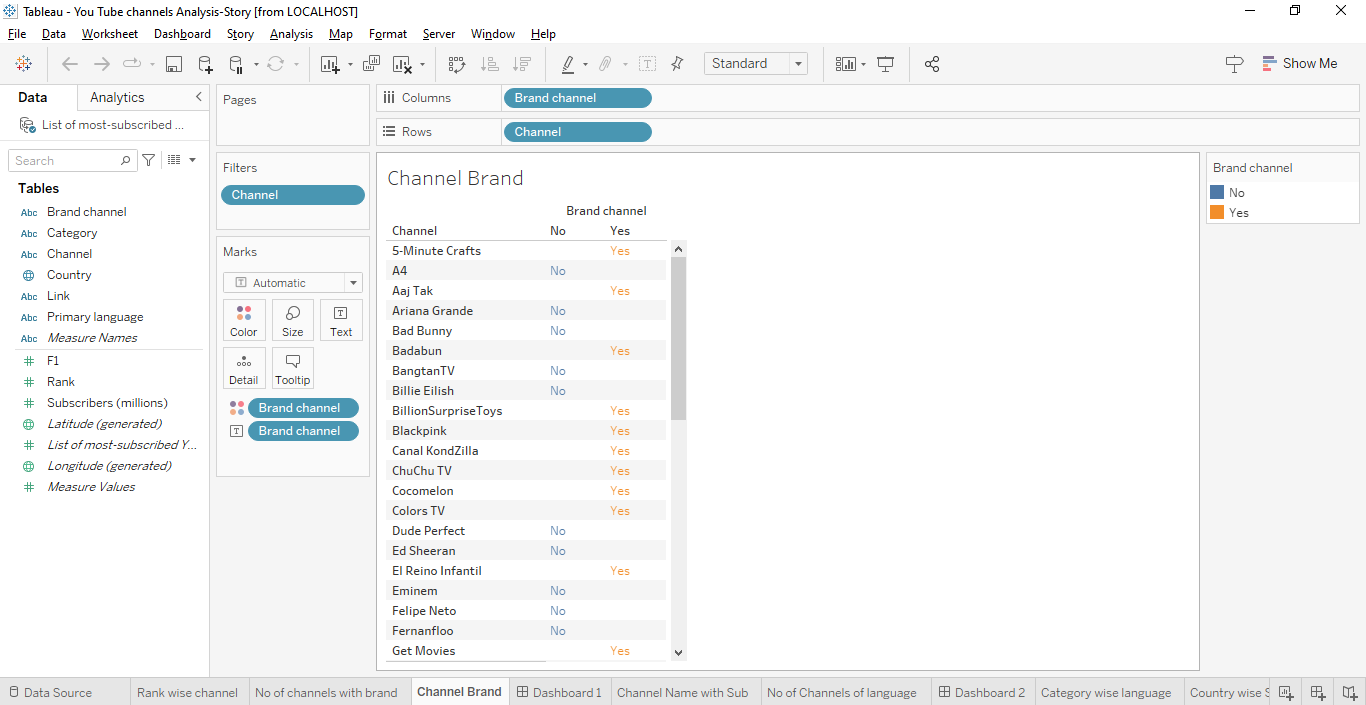 Tableau - You Tube channels Analysis-Story [from LOCALHOST]
File Data Worksheet Dashboard Story Analysis Map Format Server Window Help
Standard
Show Me
Data Analytics
List of most-subscribed ...
Search
Tables
Abc Brand channel
Abc Category
Abc Channel
Country
Abc Link
Abc Primary language
Abc Measure Names
F1
Rank
Subscribers (millions)
Latitude (generated)
List of most-subscribed Y...
Longitude (generated)
Measure Values
Pages
Filters
Channel
Marks
T Automatic
Color Size Text
Detail Tooltip
Brand channel
T Brand channel
Columns Brand channel
Rows Channel
Channel Brand
Brand channel
Channel No Yes
5-Minute Crafts Yes
A4 No
Aaj Tak Yes
Ariana Grande No
Bad Bunny No
Badabun Yes
BangtanTV No
Billie Eilish No
BillionSurpriseToys Yes
Blackpink Yes
Canal KondZilla Yes
ChuChu TV Yes
Cocomelon Yes
Colors TV Yes
Dude Perfect No
Ed Sheeran No
El Reino Infantil Yes
Eminem No
Felipe Neto No
Fernanfloo No
Get Movies Yes
Brand channel
No
Yes
Data Source Rank wise channel No of channels with brand Channel Brand Dashboard 1 Channel Name with Sub No of Channels of language Dashboard 2 Category wise language Country wise S